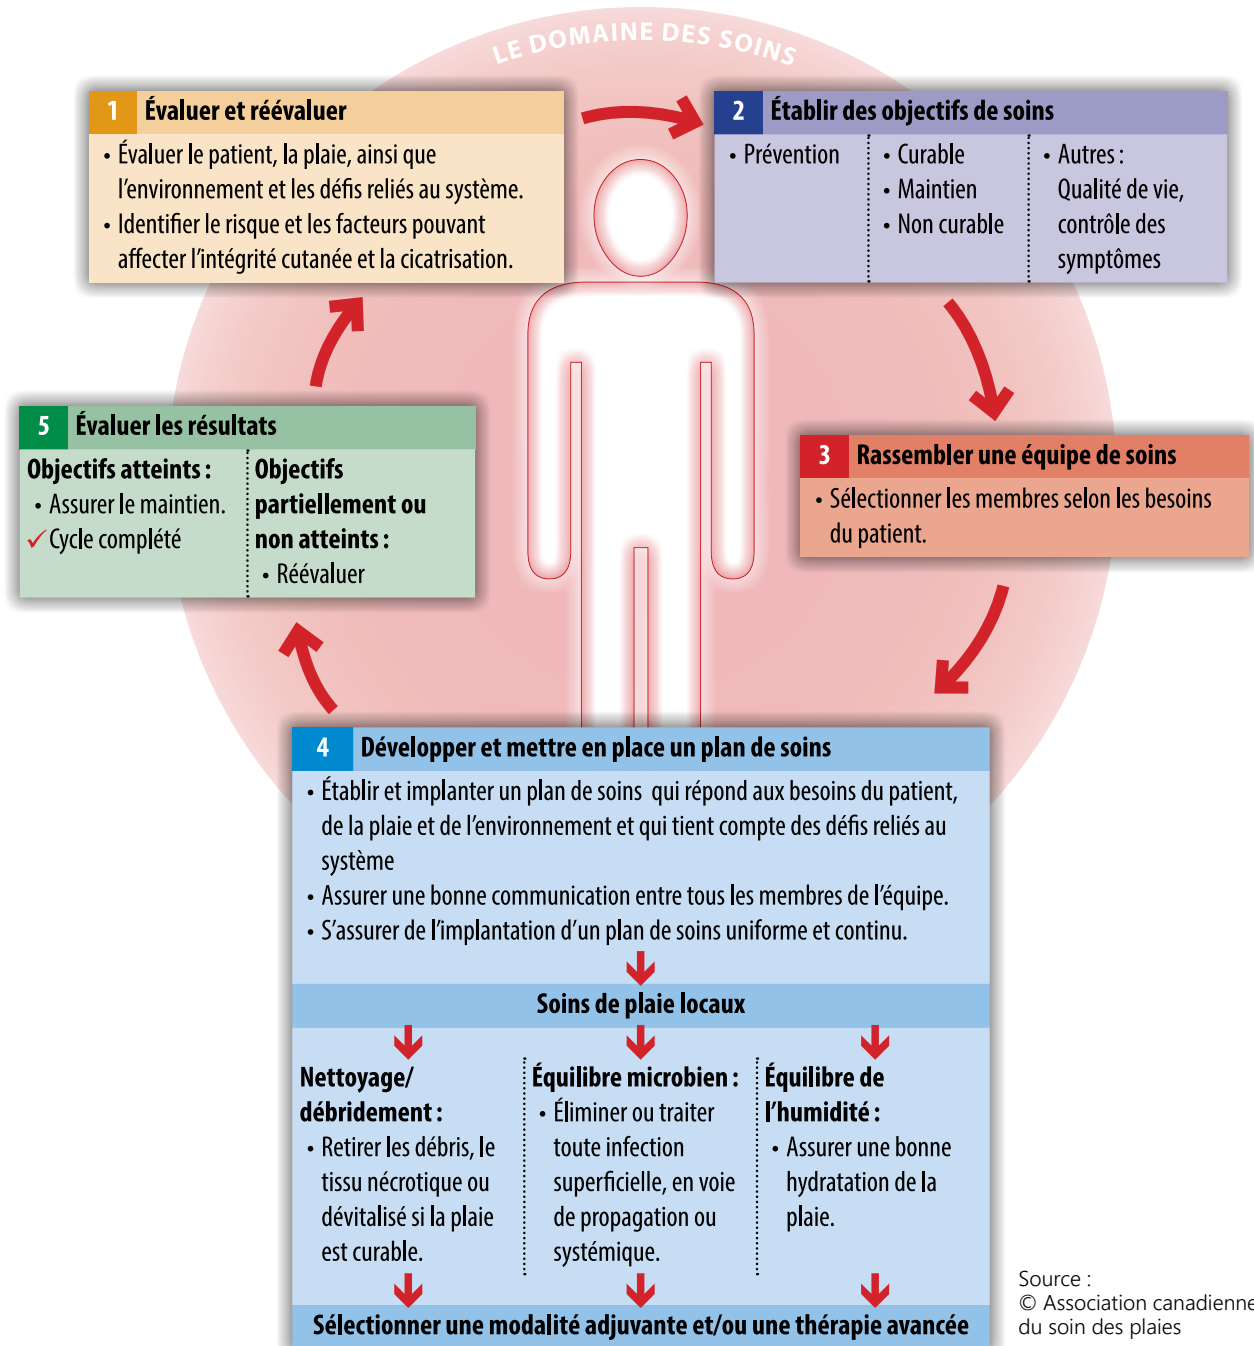 LE DOMAINE DES SOINS
1 Évaluer et réévaluer
• Évaluer le patient, la plaie, ainsi que
l'environnement et les défis reliés au système.
• Identifier le risque et les facteurs pouvant
affecter l'intégrité cutanée et la cicatrisation.
2 Établir des objectifs de soins
• Prévention
• Curable
• Maintien
• Non curable
• Autres :
Qualité de vie,
contrôle des
symptômes
3 Rassembler une équipe de soins
• Sélectionner les membres selon les besoins
du patient.
4 Développer et mettre en place un plan de soins
• Établir et implanter un plan de soins qui répond aux besoins du patient,
de la plaie et de l'environnement et qui tient compte des défis reliés au
système
• Assurer une bonne communication entre tous les membres de l'équipe.
• S'assurer de l'implantation d'un plan de soins uniforme et continu.
Soins de plaie locaux
Nettoyage/
débridement :
• Retirer les débris, le
tissu nécrotique ou
dévitalisé si la plaie
est curable.
Équilibre microbien :
• Éliminer ou traiter
toute infection
superficielle, en voie
de propagation ou
systémique.
Équilibre de
l'humidité :
• Assurer une bonne
hydratation de la
plaie.
Sélectionner une modalité adjuvante et/ou une thérapie avancée
5 Évaluer les résultats
Objectifs atteints :
• Assurer le maintien.
✓ Cycle complété
Objectifs
partiellement ou
non atteints :
• Réévaluer
Source :
© Association canadienne
du soin des plaies